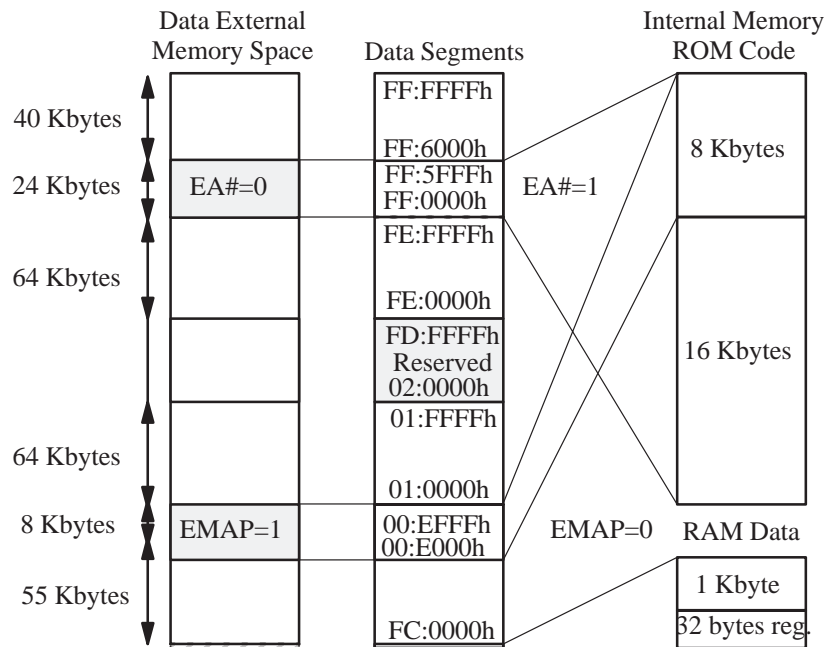 Data External
Memory Space
Data Segments
Internal Memory
ROM Code
40 Kbytes
24 Kbytes
64 Kbytes
64 Kbytes
8 Kbytes
55 Kbytes
EA#=0
EMAP=1
FF:FFFFh
FF:6000h
FF:5FFFh
FF:0000h
FE:FFFFh
FE:0000h
FD:FFFFh
Reserved
02:0000h
01:FFFFh
01:0000h
00:EFFFh
00:E000h
FC:0000h
EA#=1
EMAP=0
8 Kbytes
16 Kbytes
RAM Data
1 Kbyte
32 bytes reg.